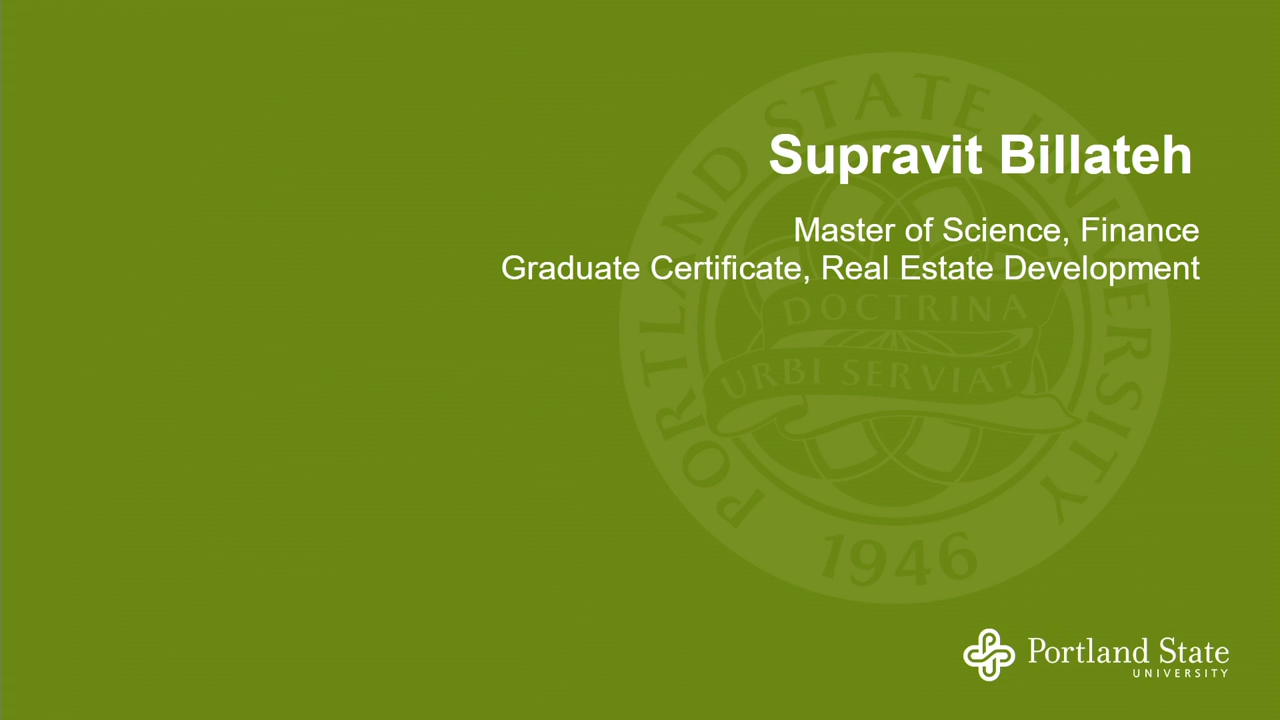 Supravit Billateh
Master of Science, Finance
Graduate Certificate, Real Estate Development
PORTLAND STATE UNIVERSITY
DOCTRINA
URBI SERVIAT
1946
Portland State
UNIVERSITY